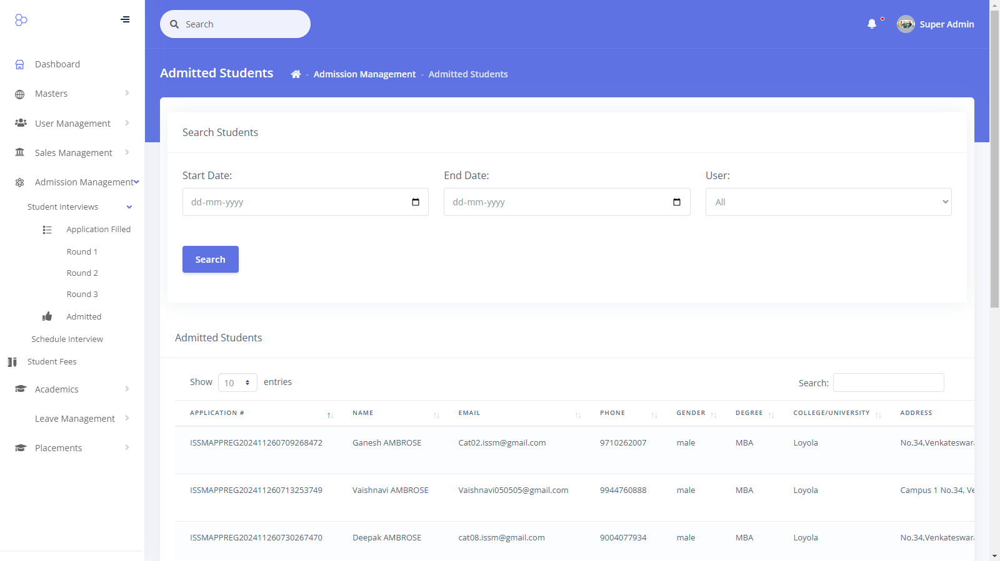 Search
Super Admin
Dashboard
Masters
User Management
Sales Management
Admission Management
Student Interviews
Application Filled
Round 1
Round 2
Round 3
Admitted
Schedule Interview
Student Fees
Academics
Leave Management
Placements
Admitted Students - Admission Management - Admitted Students
Search Students
Start Date: End Date: User:
dd-mm-yyyy dd-mm-yyyy All
Search
Admitted Students
Show 10 entries Search:
APPLICATION # NAME EMAIL PHONE GENDER DEGREE COLLEGE/UNIVERSITY ADDRESS
ISSMAPPREG202411260709268472 Ganesh AMBROSE Cat02.issm@gmail.com 9710262007 male MBA Loyola No.34,Venkateswara
ISSMAPPREG202411260713253749 Vaishnavi AMBROSE Vaishnavi050505@gmail.com 9944760888 male MBA Loyola Campus 1 No.34, Ve
ISSMAPPREG202411260730267470 Deepak AMBROSE cat08.issm@gmail.com 9004077934 male MBA Loyola No.34,Venkateswara